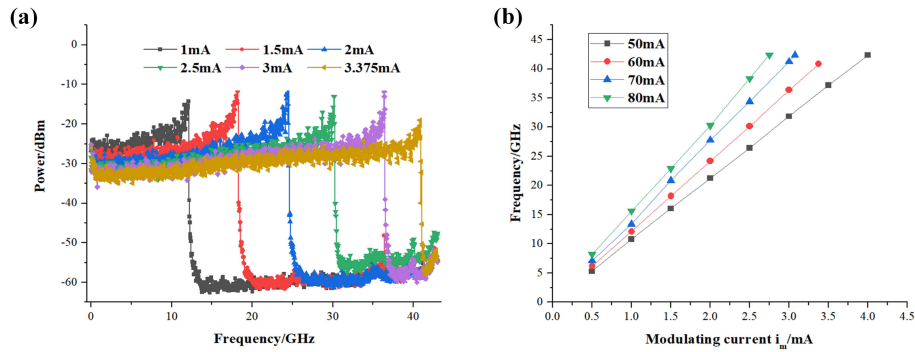 (a)
0
-10
-20
-30
-40
-50
-60
Power/dBm
1mA 1.5mA 2mA
2.5mA 3mA 3.375mA
0 10 20 30 40
Frequency/GHz
(b)
45
40
35
30
25
20
15
10
5
0
Frequency/GHz
50mA
60mA
70mA
80mA
0.0 0.5 1.0 1.5 2.0 2.5 3.0 3.5 4.0 4.5
Modulating current im/mA